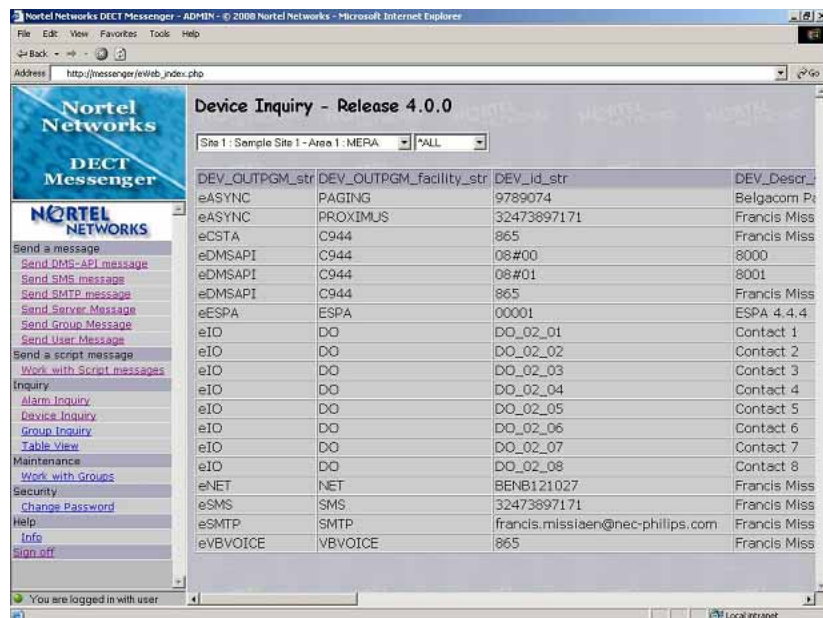 Nortel Networks DECT Messenger - ADMIN - © 2008 Nortel Networks - Microsoft Internet Explorer
File Edit View Favorites Tools Help
Back
Address http://messenger/eWeb_index.php Go
Nortel
Networks
DECT
Messenger
NORTEL
NETWORKS
Send a message
Send DMS-API message
Send SMS message
Send SMTP message
Send Server Message
Send Group Message
Send User Message
Send a script message
Work with Script messages
Inquiry
Alarm Inquiry
Device Inquiry
Group Inquiry
Table View
Maintenance
Work with Groups
Security
Change Password
Help
Info
Sign off
You are logged in with user
Device Inquiry - Release 4.0.0
Site 1 : Sample Site 1 - Area 1 : MERA *ALL
DEV_OUTPGM_str DEV_OUTPGM_facility_str DEV_id_str DEV_Descr_
eASYNC PAGING 9789074 Belgacom Pa
eASYNC PROXIMUS 32473897171 Francis Miss
eCSTA C944 865 Francis Miss
eDMSAPI C944 08#00 8000
eDMSAPI C944 08#01 8001
eDMSAPI C944 865 Francis Miss
eESPA ESPA 00001 ESPA 4.4.4
eIO DO DO_02_01 Contact 1
eIO DO DO_02_02 Contact 2
eIO DO DO_02_03 Contact 3
eIO DO DO_02_04 Contact 4
eIO DO DO_02_05 Contact 5
eIO DO DO_02_06 Contact 6
eIO DO DO_02_07 Contact 7
eIO DO DO_02_08 Contact 8
eNET NET BENB121027 Francis Miss
eSMS SMS 32473897171 Francis Miss
eSMTP SMTP francis.missiaen@nec-philips.com Francis Miss
eVBVOICE VBVOICE 865 Francis Miss
Local intranet